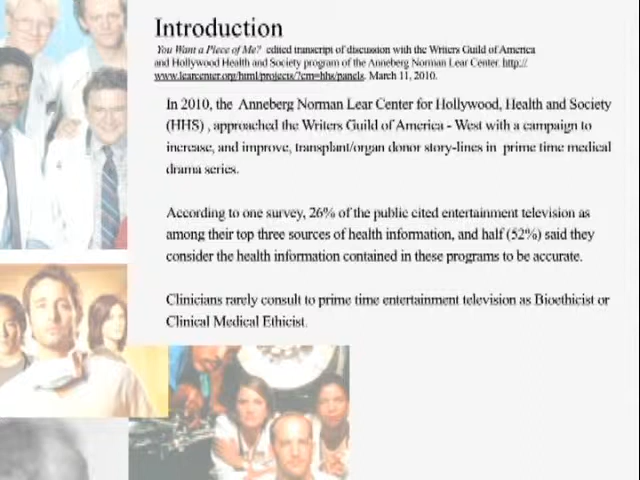 Introduction
You Want a Piece of Me? edited transcript of discussion with the Writers Guild of America
and Hollywood Health and Society program of the Anneberg Norman Lear Center. http://
www.learcenter.org/html/projects/?cm=hhs/panels. March 11, 2010.
In 2010, the Anneberg Norman Lear Center for Hollywood, Health and Society
(HHS) , approached the Writers Guild of America - West with a campaign to
increase, and improve, transplant/organ donor story-lines in prime time medical
drama series.
According to one survey, 26% of the public cited entertainment television as
among their top three sources of health information, and half (52%) said they
consider the health information contained in these programs to be accurate.
Clinicians rarely consult to prime time entertainment television as Bioethicist or
Clinical Medical Ethicist.